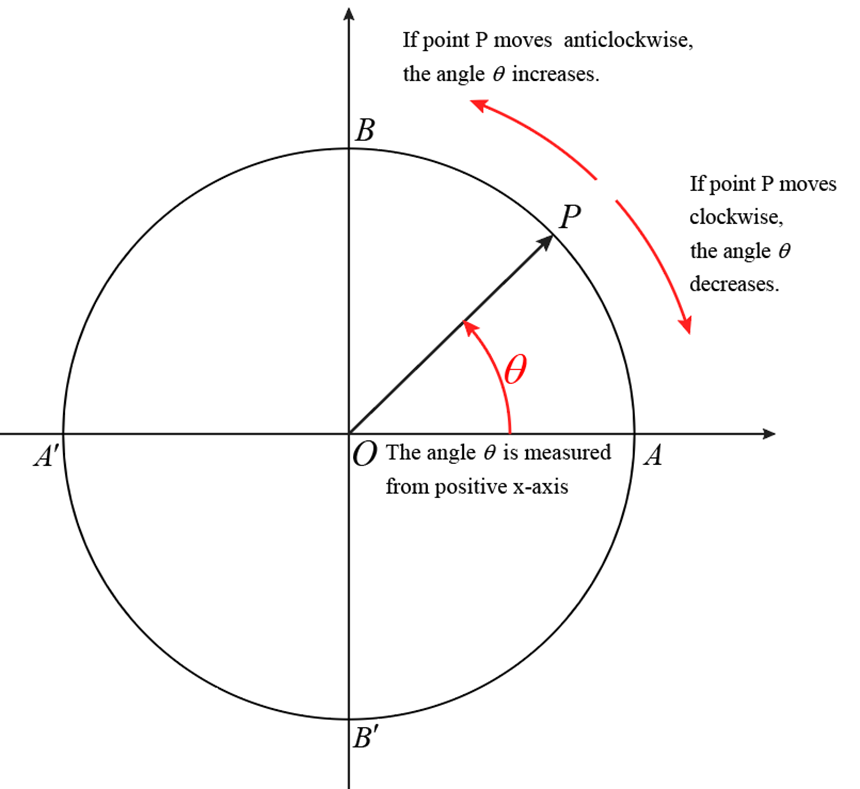 If point P moves anticlockwise,
the angle θ increases.
B
If point P moves
clockwise,
the angle θ
decreases.
P
θ
A′
O
The angle θ is measured
from positive x-axis
A
B′